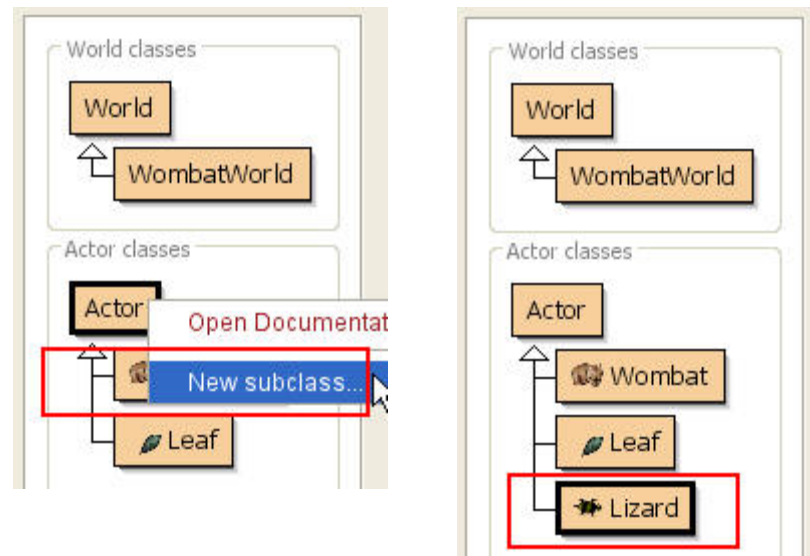 World classes
World
WombatWorld
Actor classes
Actor
Open Documentat
New subclass...
Leaf
World classes
World
WombatWorld
Actor classes
Actor
Wombat
Leaf
Lizard